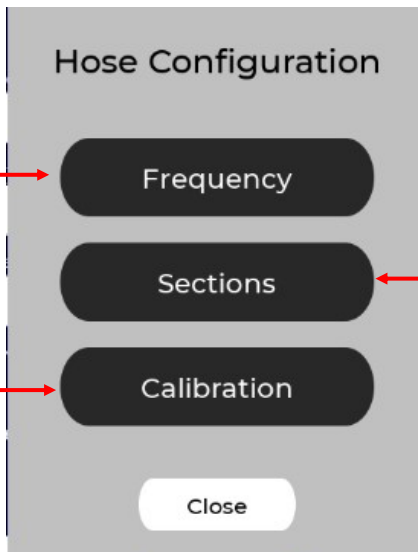 Hose Configuration
Frequency
Sections
Calibration
Close